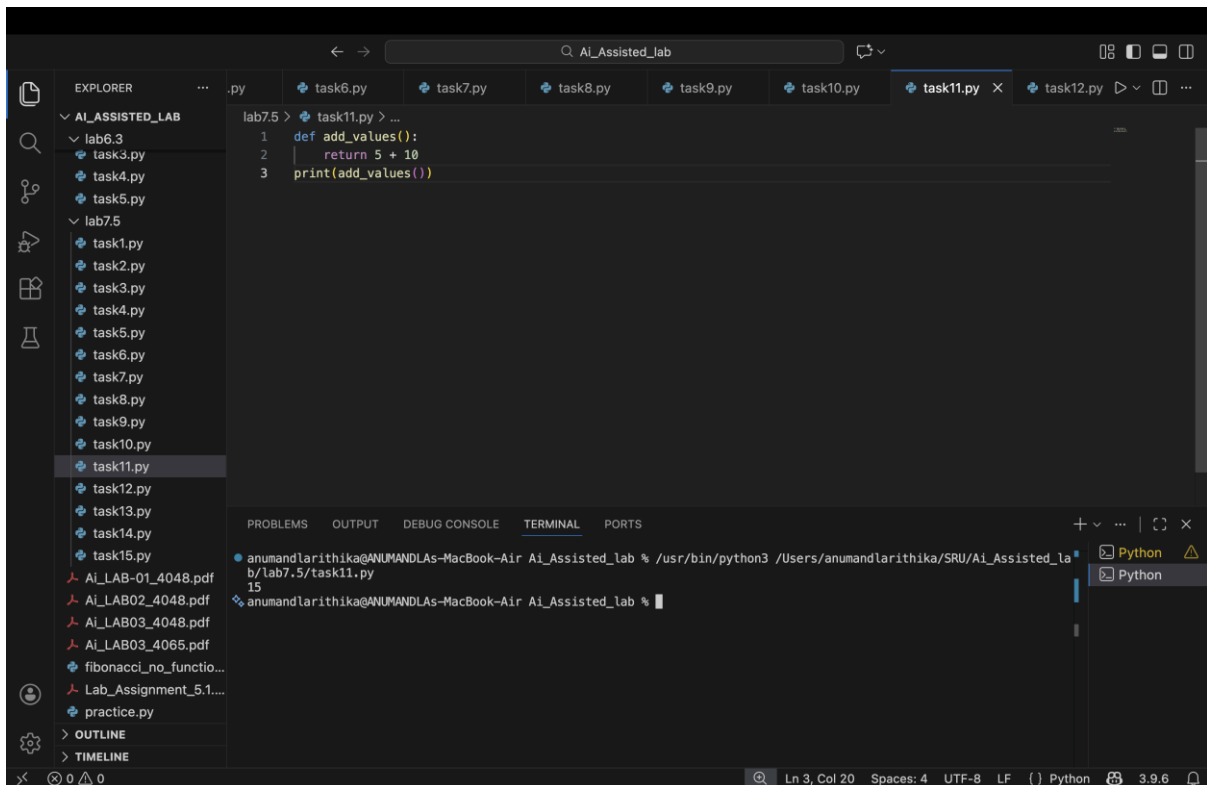 Ai_Assisted_lab
EXPLORER
.py task6.py task7.py task8.py task9.py task10.py task11.py task12.py
AI_ASSISTED_LAB
lab6.3
task3.py
task4.py
task5.py
lab7.5
task1.py
task2.py
task3.py
task4.py
task5.py
task6.py
task7.py
task8.py
task9.py
task10.py
task11.py
task12.py
task13.py
task14.py
task15.py
Ai_LAB-01_4048.pdf
Ai_LAB02_4048.pdf
Ai_LAB03_4048.pdf
Ai_LAB03_4065.pdf
fibonacci_no_functio...
Lab_Assignment_5.1....
practice.py
OUTLINE
TIMELINE
lab7.5 > task11.py > ...
1 def add_values():
2 return 5 + 10
3 print(add_values())
PROBLEMS OUTPUT DEBUG CONSOLE TERMINAL PORTS
anumandlarithika@ANUMANDLAs-MacBook-Air Ai_Assisted_lab % /usr/bin/python3 /Users/anumandlarithika/SRU/Ai_Assisted_la
b/lab7.5/task11.py
15
anumandlarithika@ANUMANDLAs-MacBook-Air Ai_Assisted_lab %
Python
Python
0 0 Ln 3, Col 20 Spaces: 4 UTF-8 LF {} Python 3.9.6